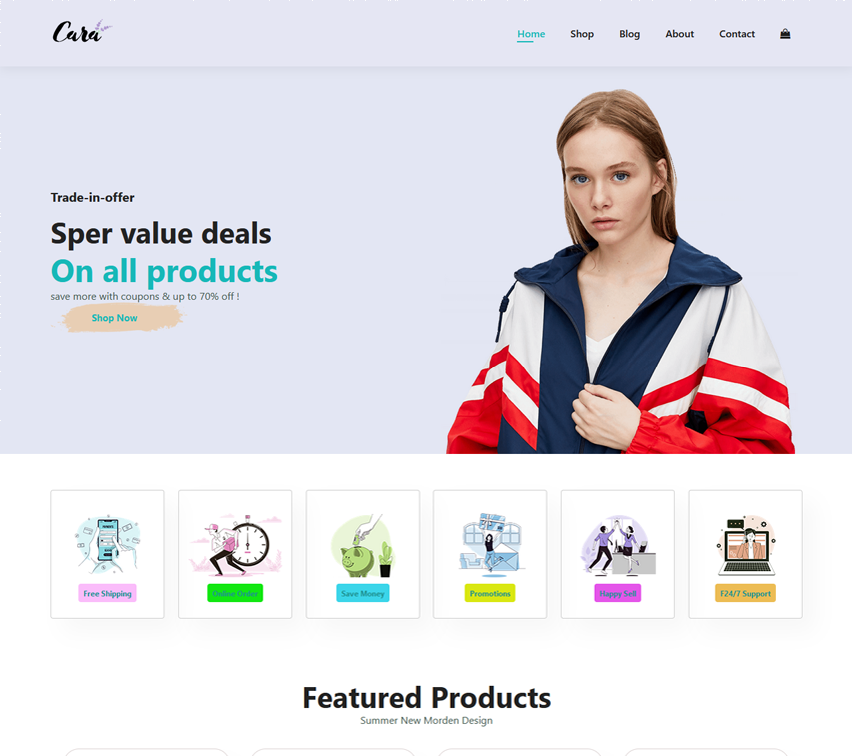 Cara
Home Shop Blog About Contact
Trade-in-offer
Sper value deals
On all products
save more with coupons & up to 70% off !
Shop Now
Free Shipping
Online Order
Save Money
Promotions
Happy Sell
F24/7 Support
Featured Products
Summer New Morden Design